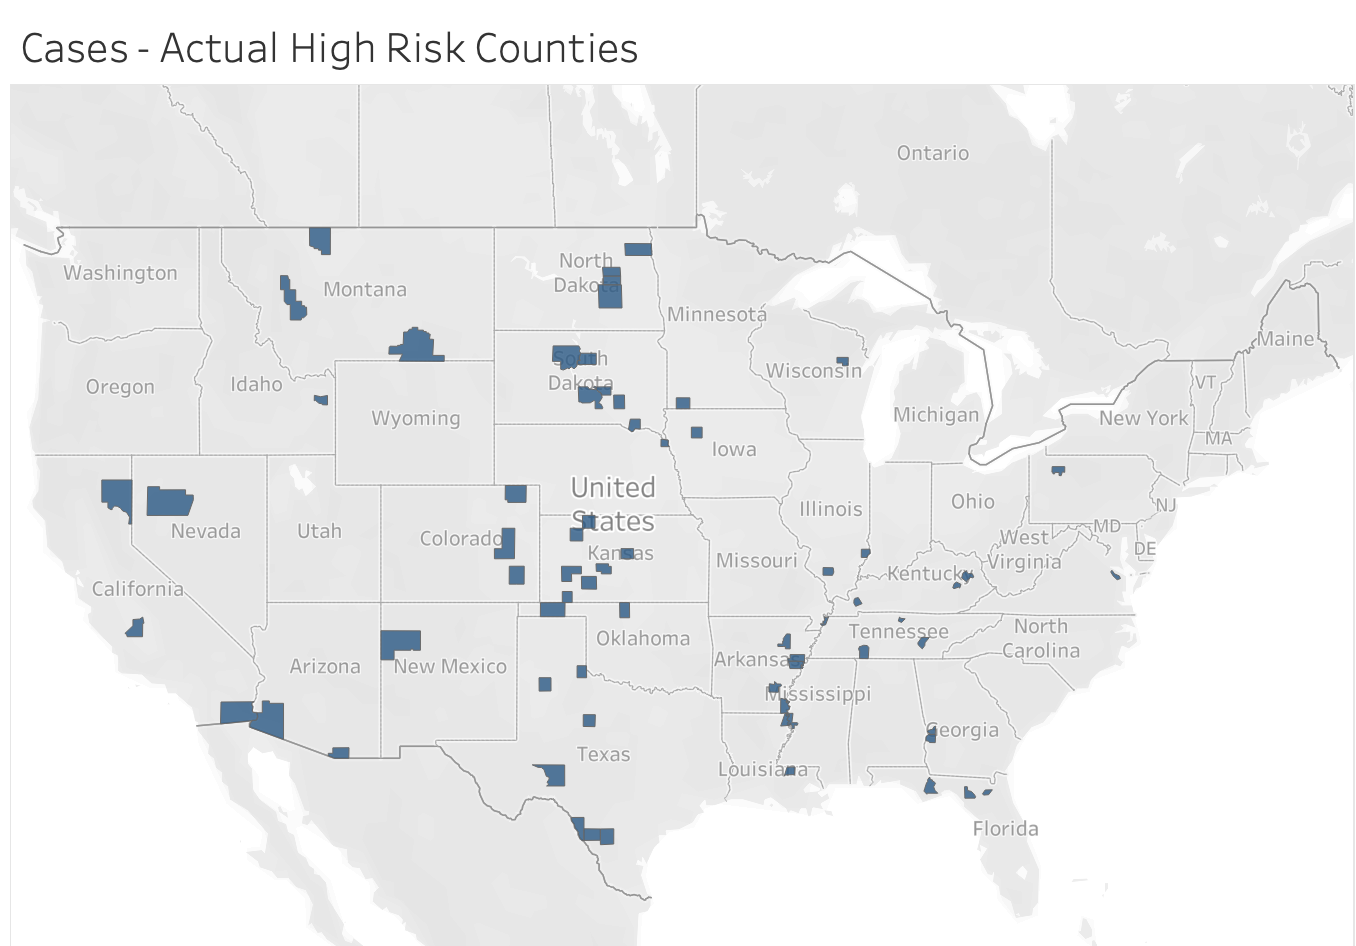 Cases - Actual High Risk Counties
Ontario
Washington
North
Dakota
Montana
Minnesota
Maine
South
Dakota
Wisconsin
VT
Oregon
Idaho
Wyoming
Michigan
New York
MA
Iowa
United
States
Illinois
Ohio
NJ
Nevada
Utah
Colorado
Kansas
Missouri
West
Virginia
MD
DE
Kentucky
California
Oklahoma
Tennessee
North
Carolina
Arizona
New Mexico
Arkansas
Mississippi
Georgia
Texas
Louisiana
Florida